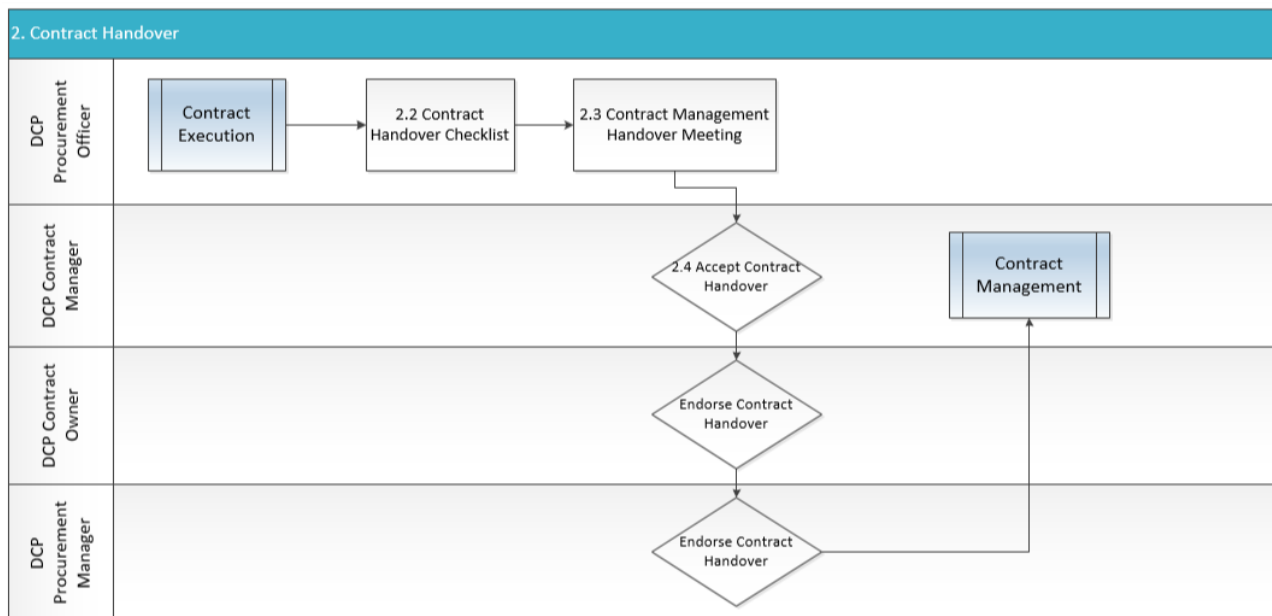 2. Contract Handover
DCP
Procurement
Officer
Contract
Execution
2.2 Contract
Handover Checklist
2.3 Contract Management
Handover Meeting
DCP Contract
Manager
2.4 Accept Contract
Handover
Contract
Management
DCP Contract
Owner
Endorse Contract
Handover
DCP
Procurement
Manager
Endorse Contract
Handover